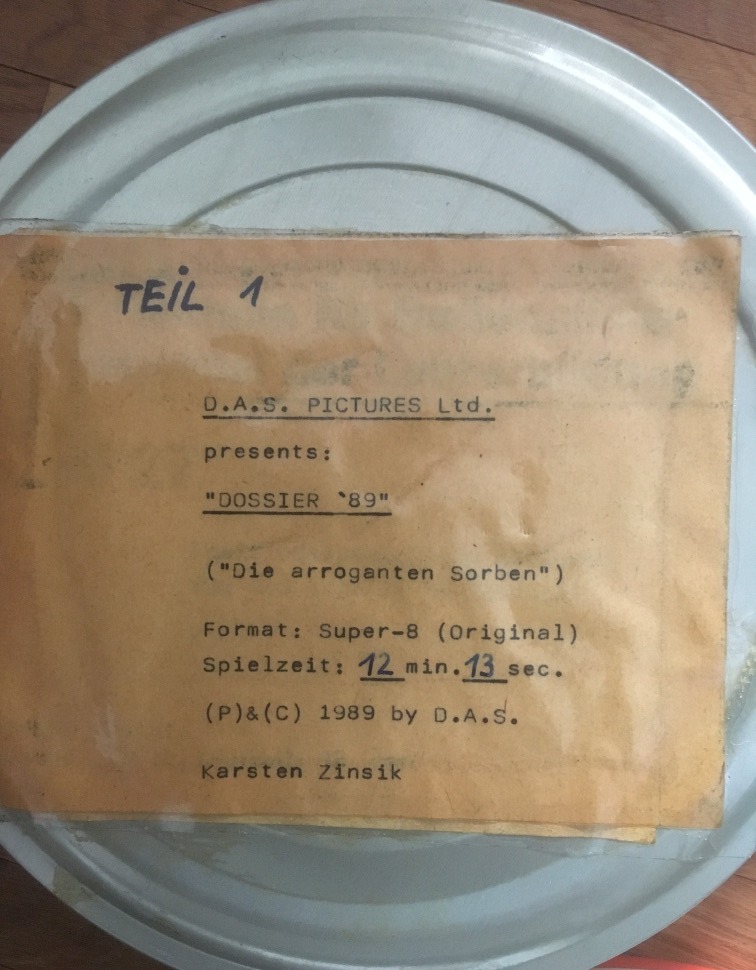 TEIL 1
D.A.S. PICTURES Ltd.
presents:
"DOSSIER `89"
("Die arroganten Sorben")
Format: Super-8 (Original)
Spielzeit: 12 min. 13 sec.
(P)&(C) 1989 by D.A.S.
Karsten Zinsik